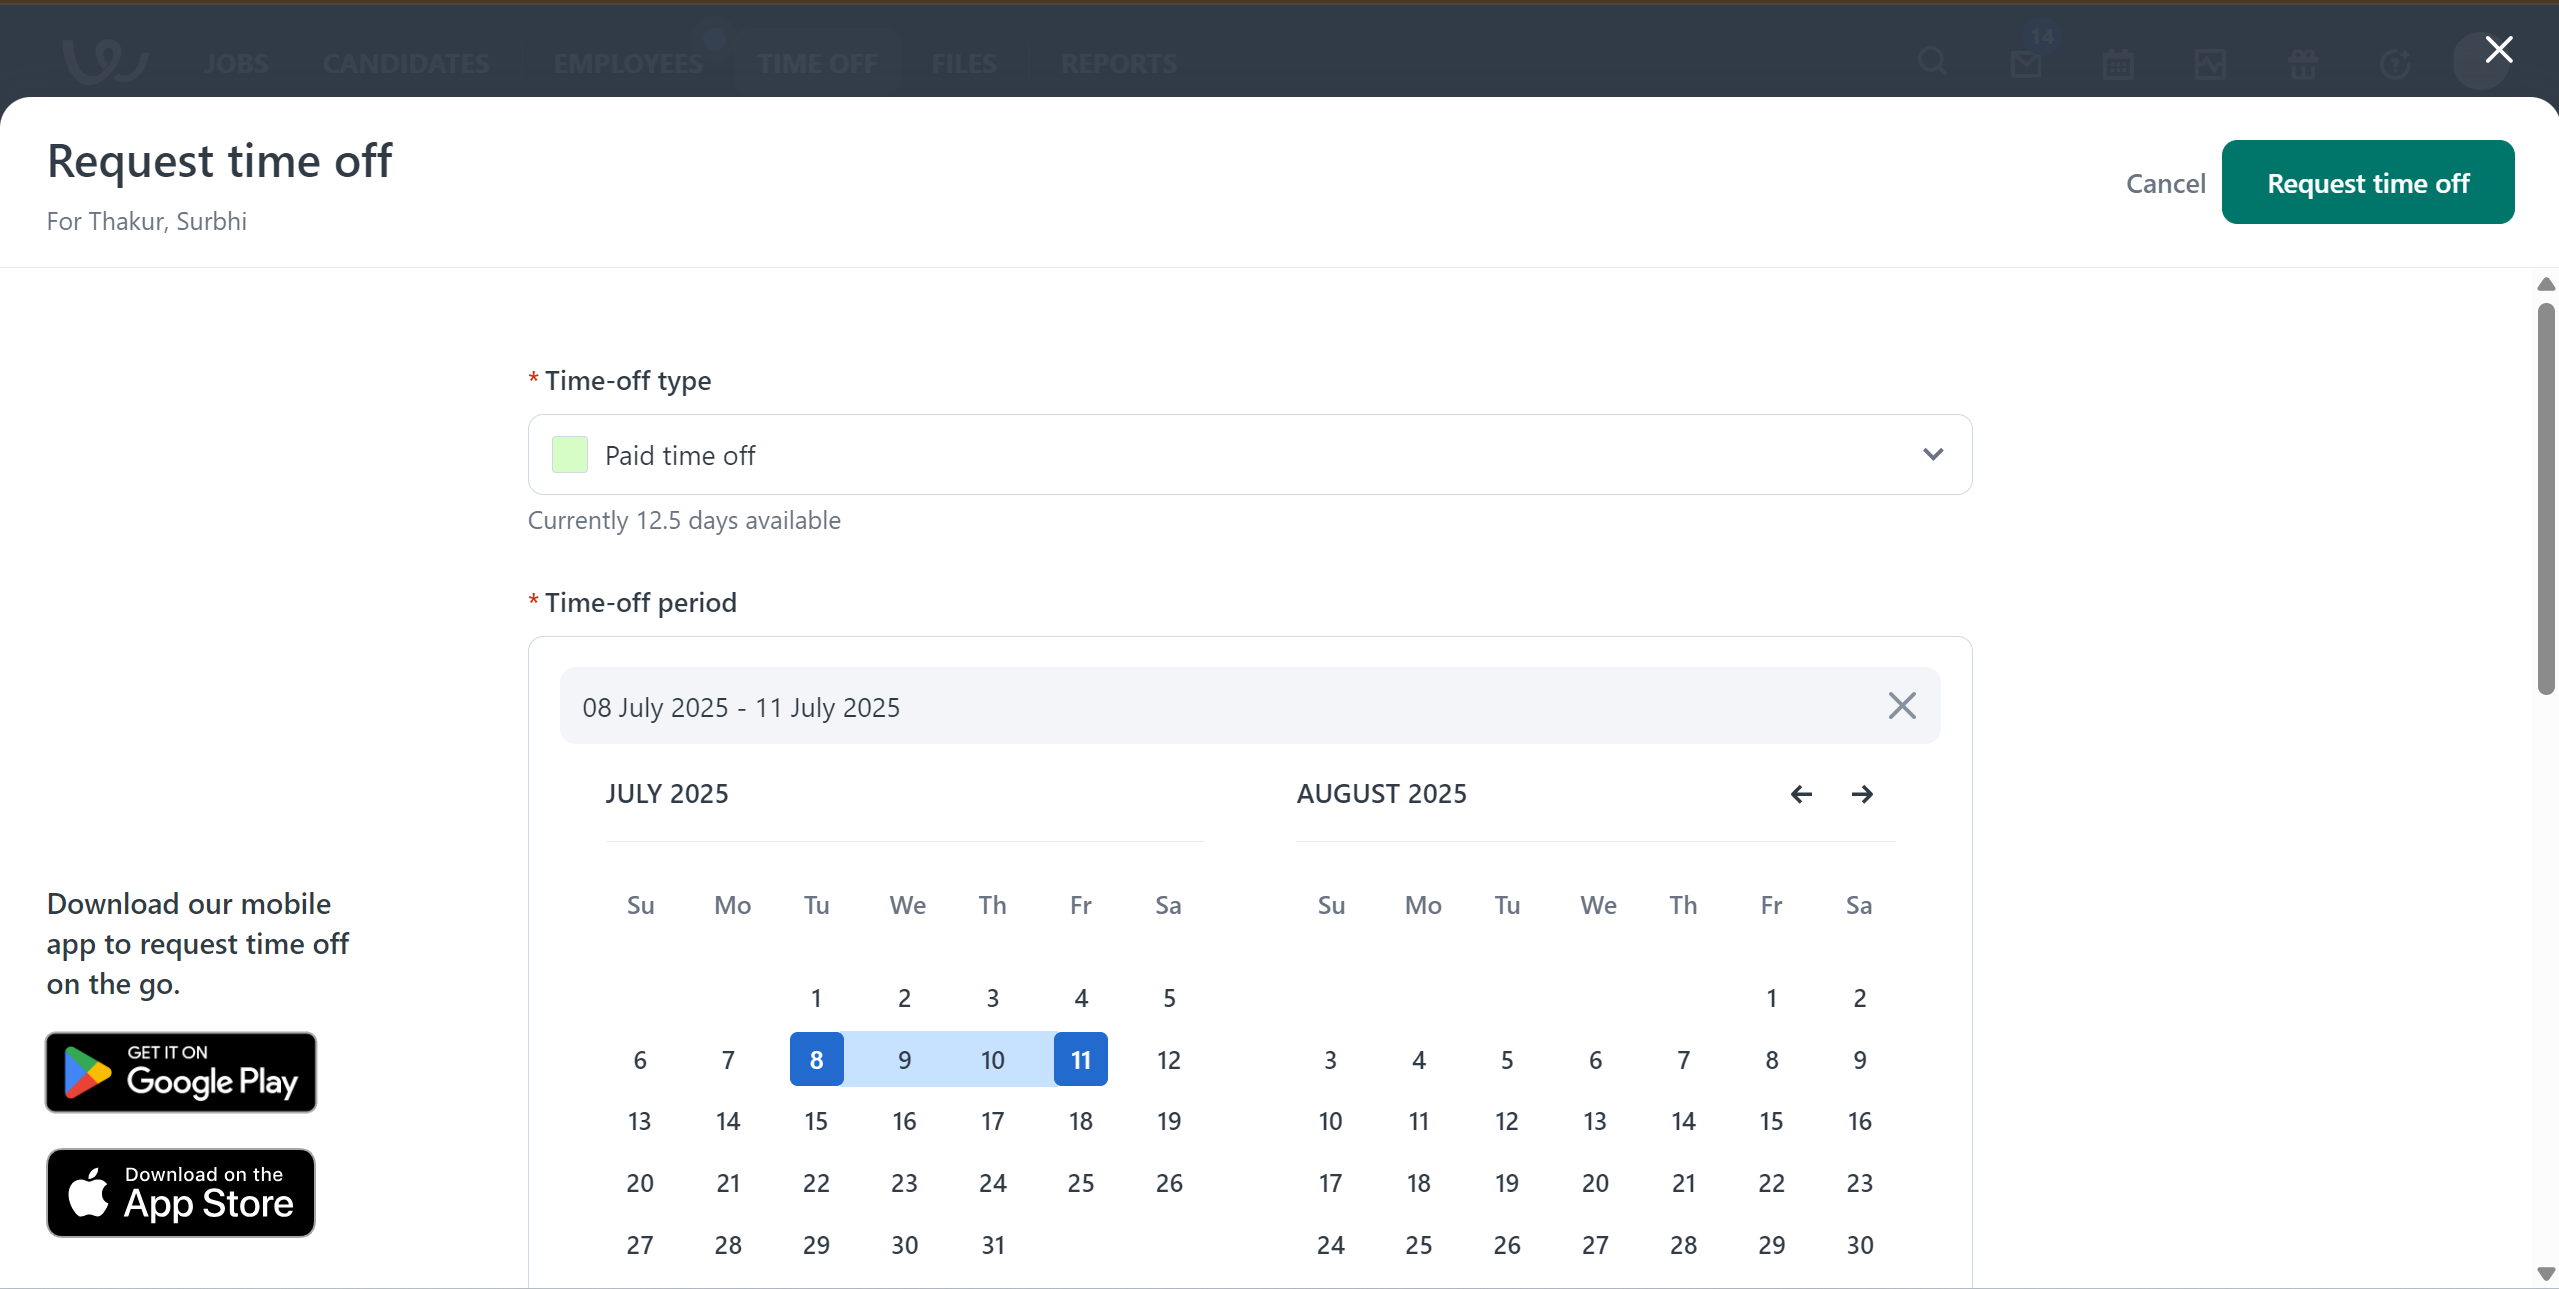 JOBS CANDIDATES EMPLOYEES TIME OFF FILES REPORTS 14
Request time off
For Thakur, Surbhi
Cancel Request time off
* Time-off type
Paid time off
Currently 12.5 days available
* Time-off period
08 July 2025 - 11 July 2025
JULY 2025
Su Mo Tu We Th Fr Sa
1 2 3 4 5
6 7 8 9 10 11 12
13 14 15 16 17 18 19
20 21 22 23 24 25 26
27 28 29 30 31
AUGUST 2025
Su Mo Tu We Th Fr Sa
1 2
3 4 5 6 7 8 9
10 11 12 13 14 15 16
17 18 19 20 21 22 23
24 25 26 27 28 29 30
Download our mobile
app to request time off
on the go.
GET IT ON
Google Play
Download on the
App Store